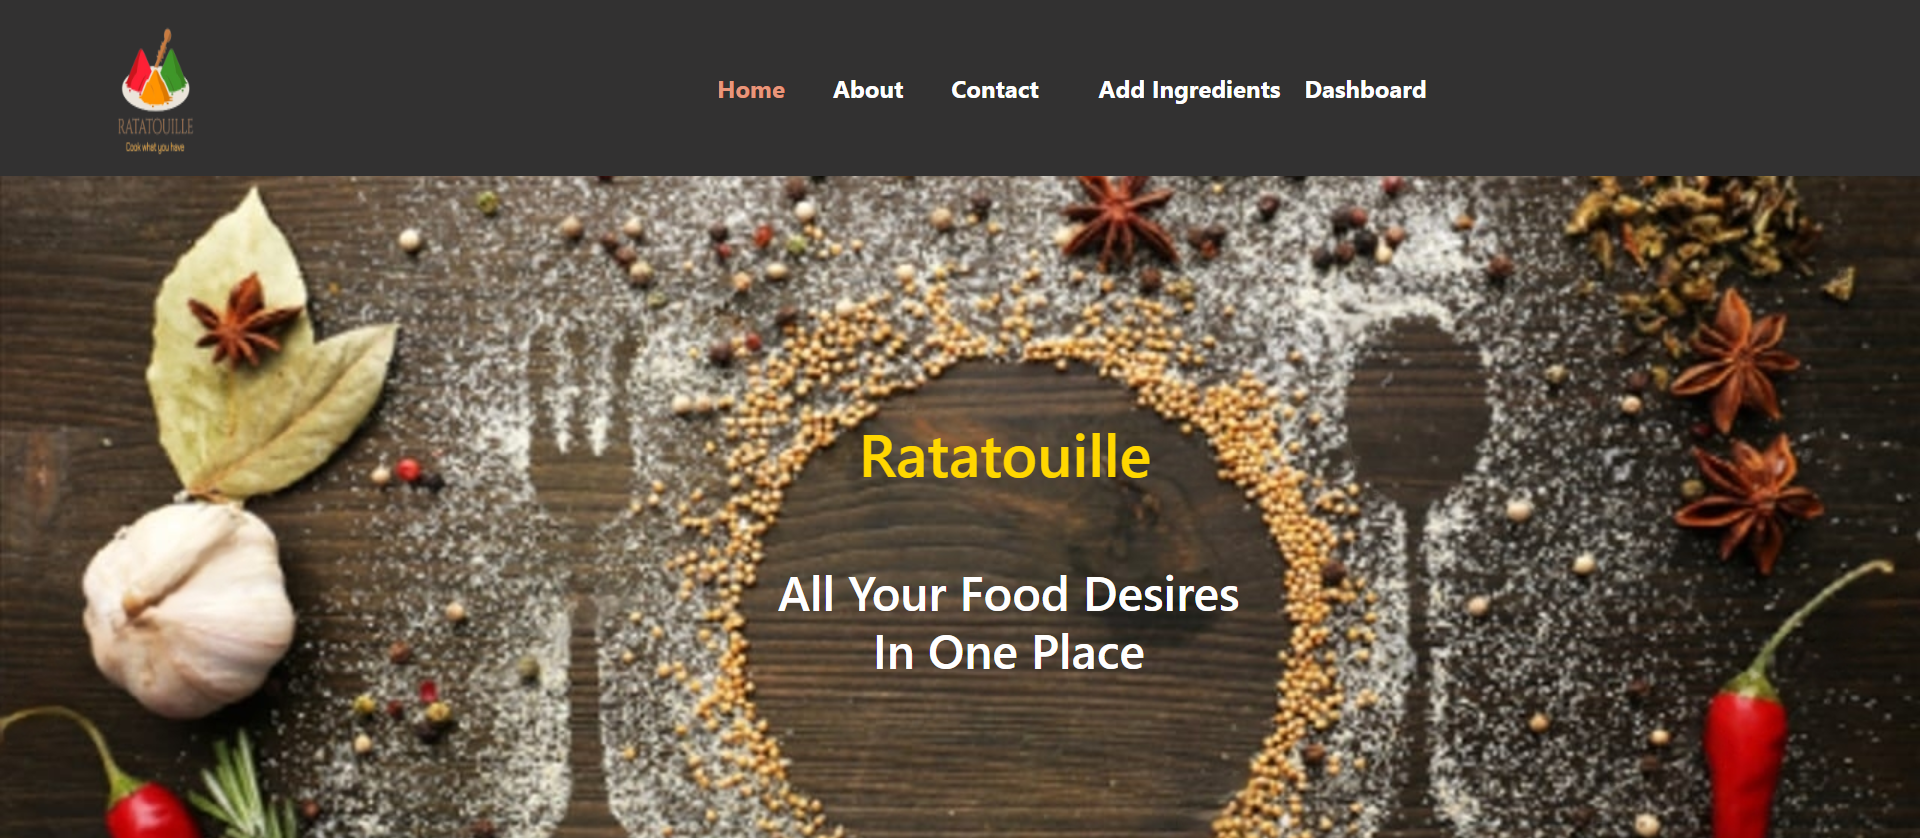 RATATOUILLE
Cook what you have
Home About Contact Add Ingredients Dashboard
Ratatouille
All Your Food Desires
In One Place